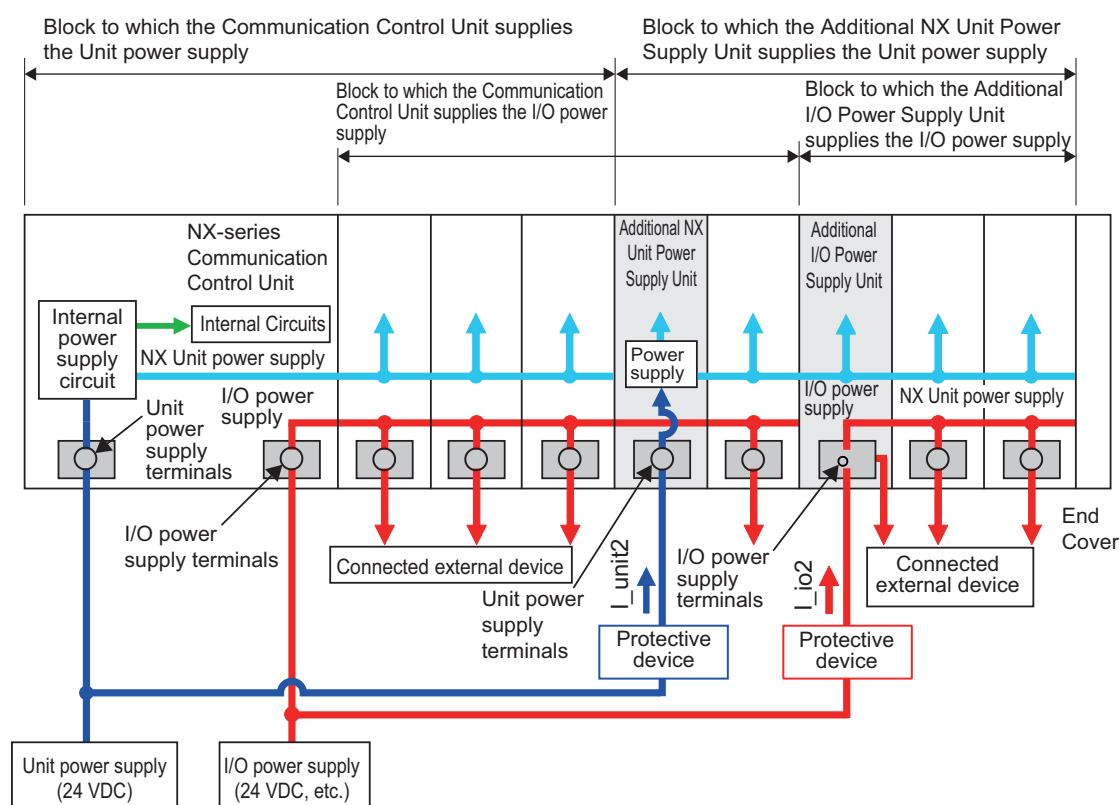 Block to which the Communication Control Unit supplies
the Unit power supply
Block to which the Additional NX Unit Power
Supply Unit supplies the Unit power supply
Block to which the Communication
Control Unit supplies the I/O power
supply
Block to which the Additional
I/O Power Supply Unit
supplies the I/O power supply
NX-series
Communication
Control Unit
Additional NX
Unit Power
Supply Unit
Additional
I/O Power
Supply Unit
Internal
power
supply
circuit
Internal Circuits
NX Unit power supply
Power
supply
I/O power
supply
I/O power
supply
NX Unit power supply
Unit
power
supply
terminals
I/O power
supply terminals
Connected external device
Unit power
supply
terminals
I_unit2
I/O power
supply
terminals
I_io2
Connected
external device
End
Cover
Protective
device
Protective
device
Unit power supply
(24 VDC)
I/O power supply
(24 VDC, etc.)